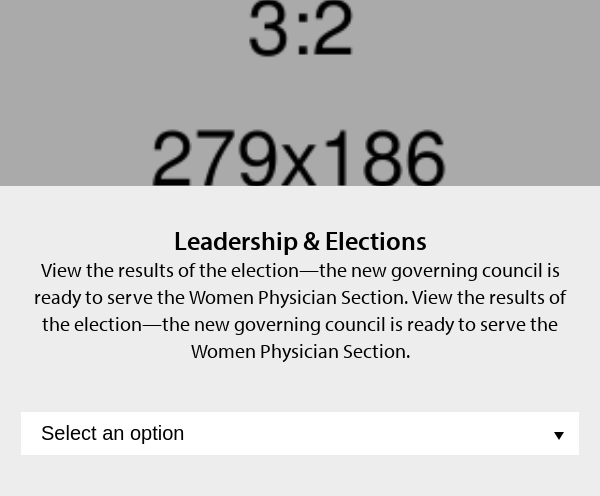 3:2
279x186
Leadership & Elections
View the results of the election—the new governing council is
ready to serve the Women Physician Section. View the results of
the election—the new governing council is ready to serve the
Women Physician Section.
Select an option